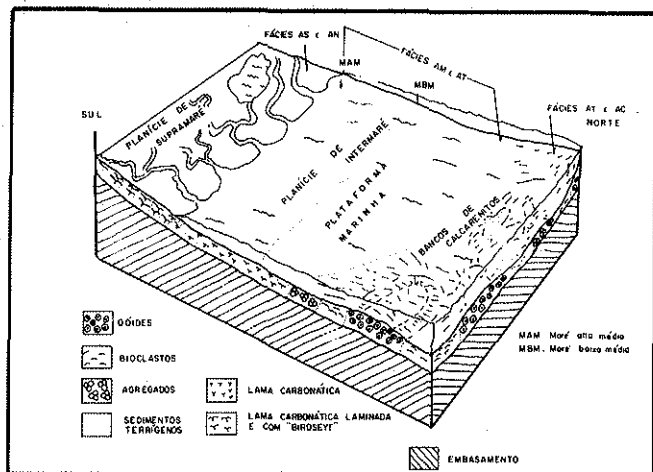 FÁCIES AS ε AN
MAM
FÁCIES AM ε AT
MBM
FÁCIES AT ε AC
NORTE
SUL
PLANÍCIE DE
SUPRAMARÉ
PLANÍCIE DE INTERMARÉ
PLATAFORMA
MARINHA
BANCOS DE
CALCARENITOS
MAM Maré alta média
MBM. Maré baixa média
OÓIDES
BIOCLASTOS
AGREGADOS
LAMA CARBONÁTICA
SEDIMENTOS
TERRÍGENOS
LAMA CARBONÁTICA LAMINADA
E COM "BIRDSEYE"
EMBASAMENTO